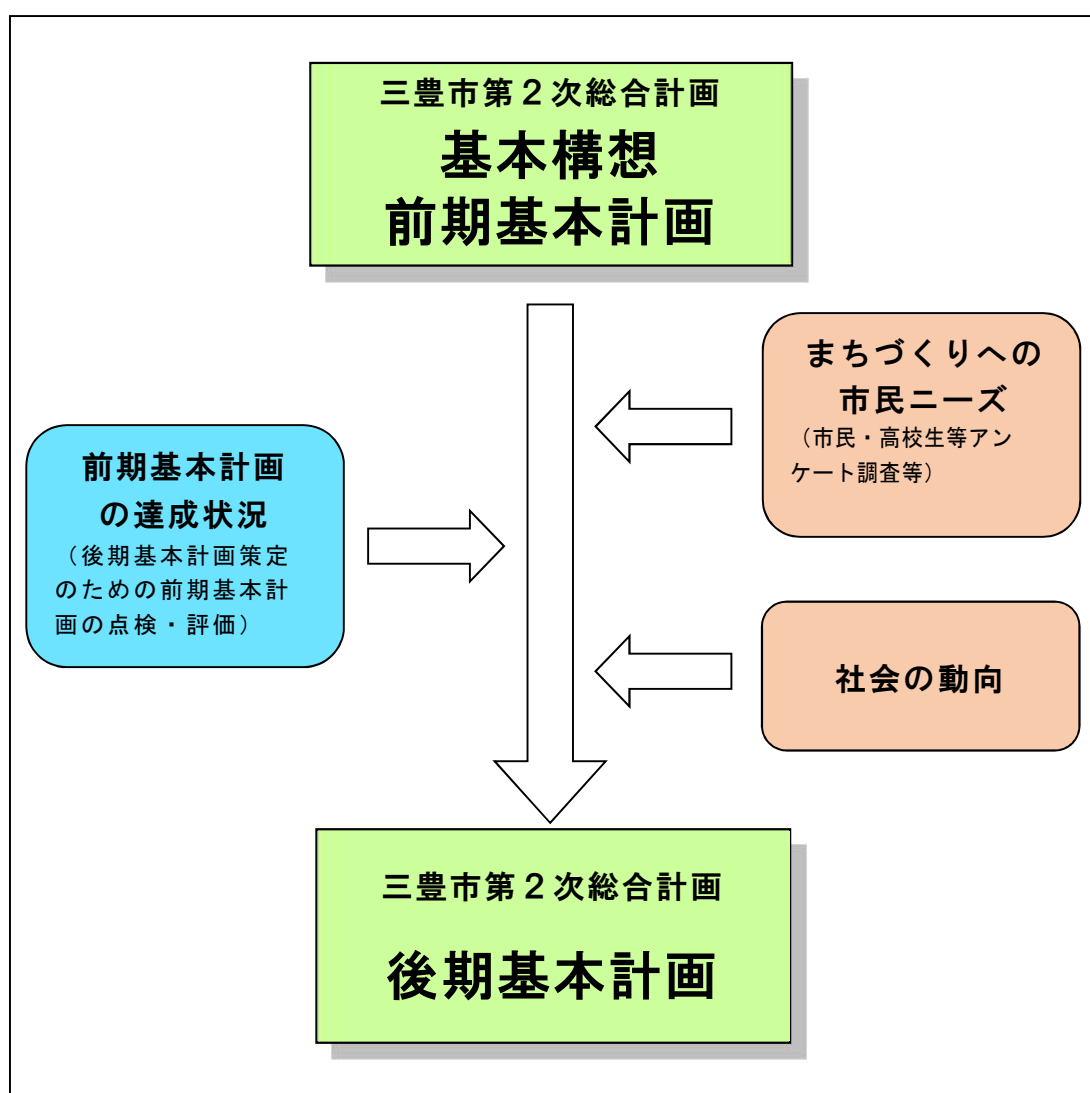 三豊市第２次総合計画
基本構想
前期基本計画
まちづくりへの
市民ニーズ
（市民・高校生等アン
ケート調査等）
前期基本計画
の達成状況
（後期基本計画策定
のための前期基本計
画の点検・評価）
社会の動向
三豊市第２次総合計画
後期基本計画